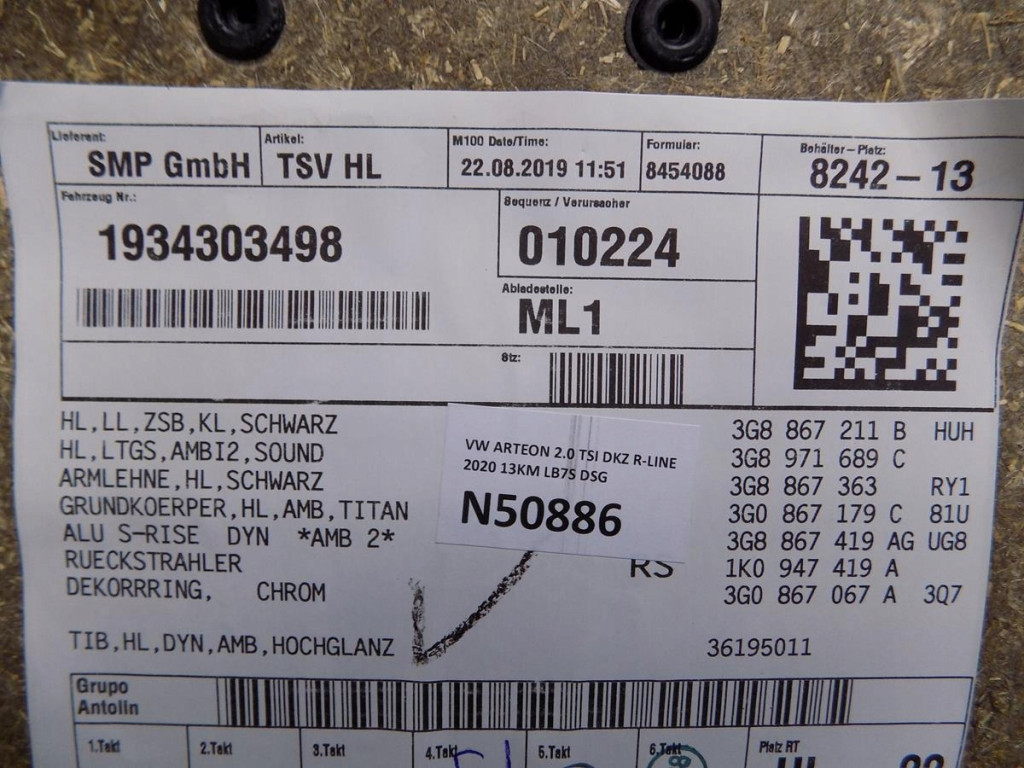 Lieferant:
SMP GmbH
Artikel:
TSV HL
M100 Date/Time:
22.08.2019 11:51
Formular:
8454088
Behälter-Platz:
8242-13
Fahrzeug Nr.:
1934303498
Sequenz / Verursacher
010224
Abladestelle:
ML1
Stz:
HL,LL,ZSB,KL,SCHWARZ 3G8 867 211 B HUH
HL,LTGS,AMBI2,SOUND 3G8 971 689 C
ARMLEHNE,HL,SCHWARZ 3G8 867 363 RY1
GRUNDKOERPER,HL,AMB,TITAN 3G0 867 179 C 81U
ALU S-RISE DYN *AMB 2* 3G8 867 419 AG UG8
RUECKSTRAHLER RS 1K0 947 419 A
DEKORRRING, CHROM 3G0 867 067 A 3Q7
VW ARTEON 2.0 TSI DKZ R-LINE
2020 13KM LB7S DSG
N50886
TIB,HL,DYN,AMB,HOCHGLANZ 36195011
Grupo
Antolin
1.Takt 2.Takt 3.Takt 4.Takt 5.Takt 6.Takt Platz RT